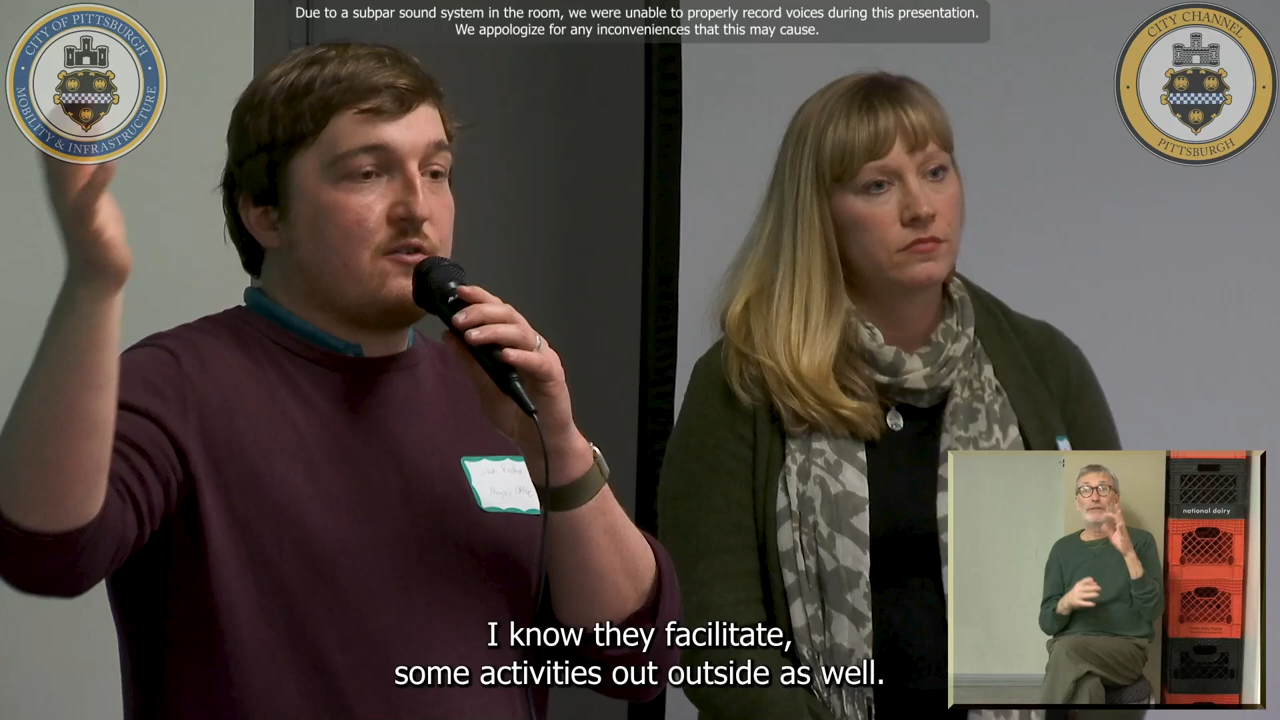 Due to a subpar sound system in the room, we were unable to properly record voices during this presentation.
We appologize for any inconveniences that this may cause.
CITY OF PITTSBURGH
MOBILITY & INFRASTRUCTURE
CITY CHANNEL
PITTSBURGH
national dairy
I know they facilitate,
some activities out outside as well.